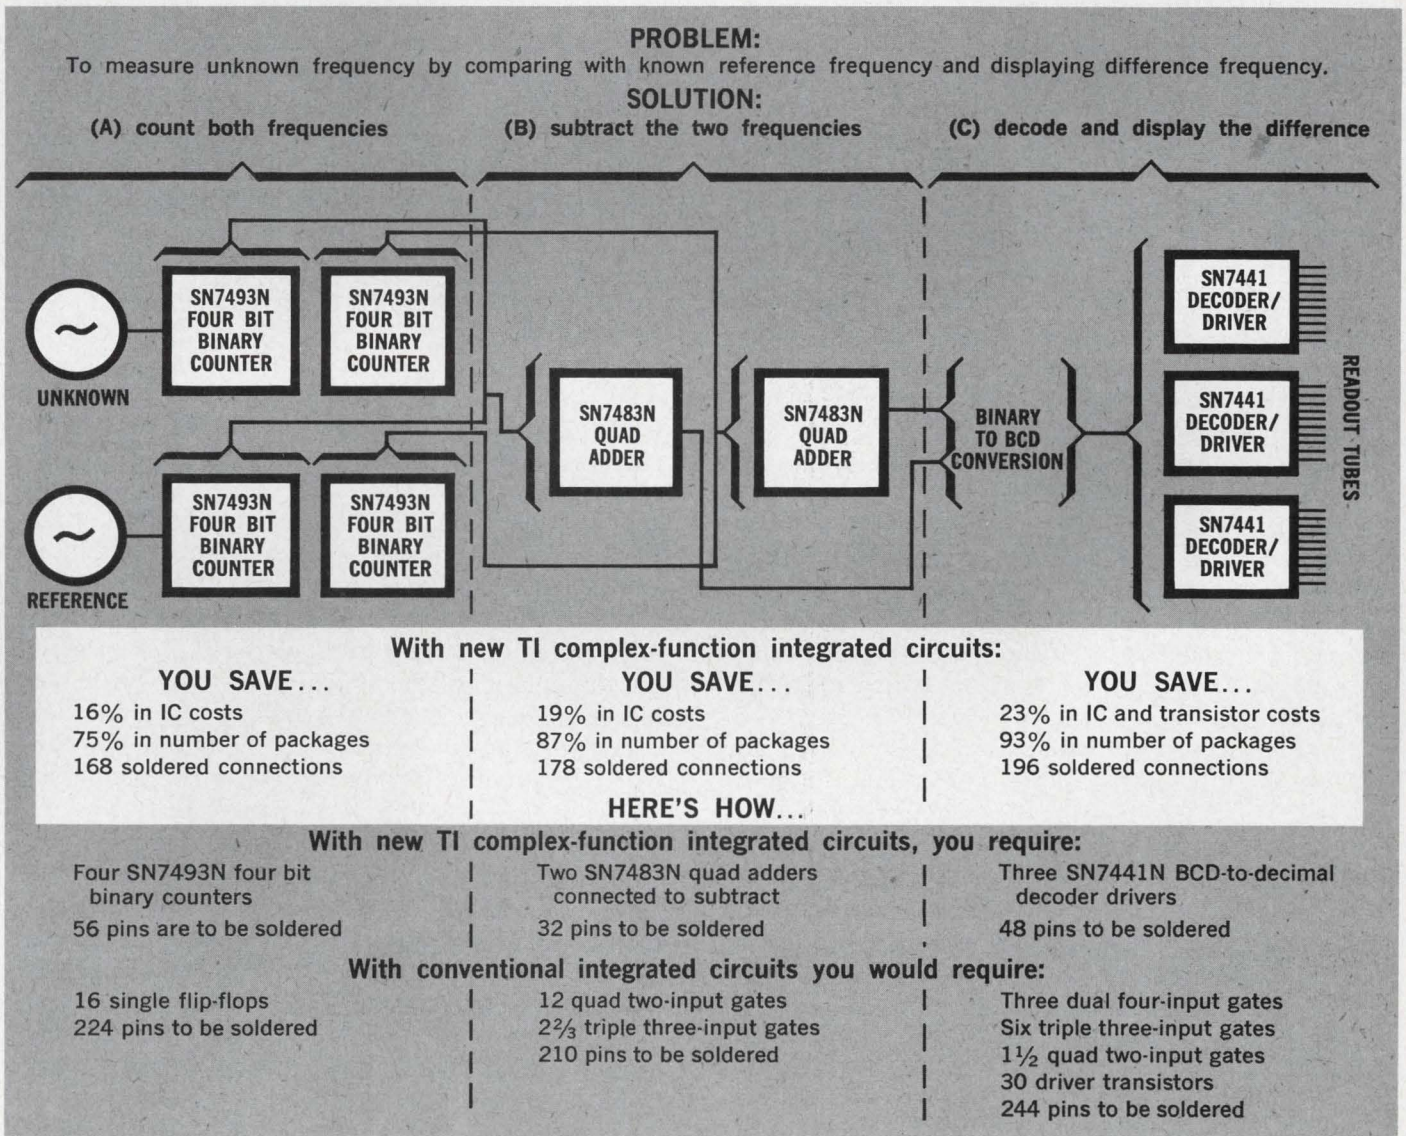 PROBLEM:
To measure unknown frequency by comparing with known reference frequency and displaying difference frequency.
SOLUTION:
(A) count both frequencies
(B) subtract the two frequencies
(C) decode and display the difference
UNKNOWN
SN7493N
FOUR BIT
BINARY
COUNTER
SN7493N
FOUR BIT
BINARY
COUNTER
REFERENCE
SN7493N
FOUR BIT
BINARY
COUNTER
SN7493N
FOUR BIT
BINARY
COUNTER
SN7483N
QUAD
ADDER
SN7483N
QUAD
ADDER
BINARY
TO BCD
CONVERSION
SN7441
DECODER/
DRIVER
SN7441
DECODER/
DRIVER
SN7441
DECODER/
DRIVER
READOUT TUBES
With new TI complex-function integrated circuits:
YOU SAVE...
16% in IC costs
75% in number of packages
168 soldered connections
YOU SAVE...
19% in IC costs
87% in number of packages
178 soldered connections
YOU SAVE...
23% in IC and transistor costs
93% in number of packages
196 soldered connections
HERE'S HOW...
With new TI complex-function integrated circuits, you require:
Four SN7493N four bit
binary counters
56 pins are to be soldered
Two SN7483N quad adders
connected to subtract
32 pins to be soldered
Three SN7441N BCD-to-decimal
decoder drivers
48 pins to be soldered
With conventional integrated circuits you would require:
16 single flip-flops
224 pins to be soldered
12 quad two-input gates
2⅔ triple three-input gates
210 pins to be soldered
Three dual four-input gates
Six triple three-input gates
1½ quad two-input gates
30 driver transistors
244 pins to be soldered